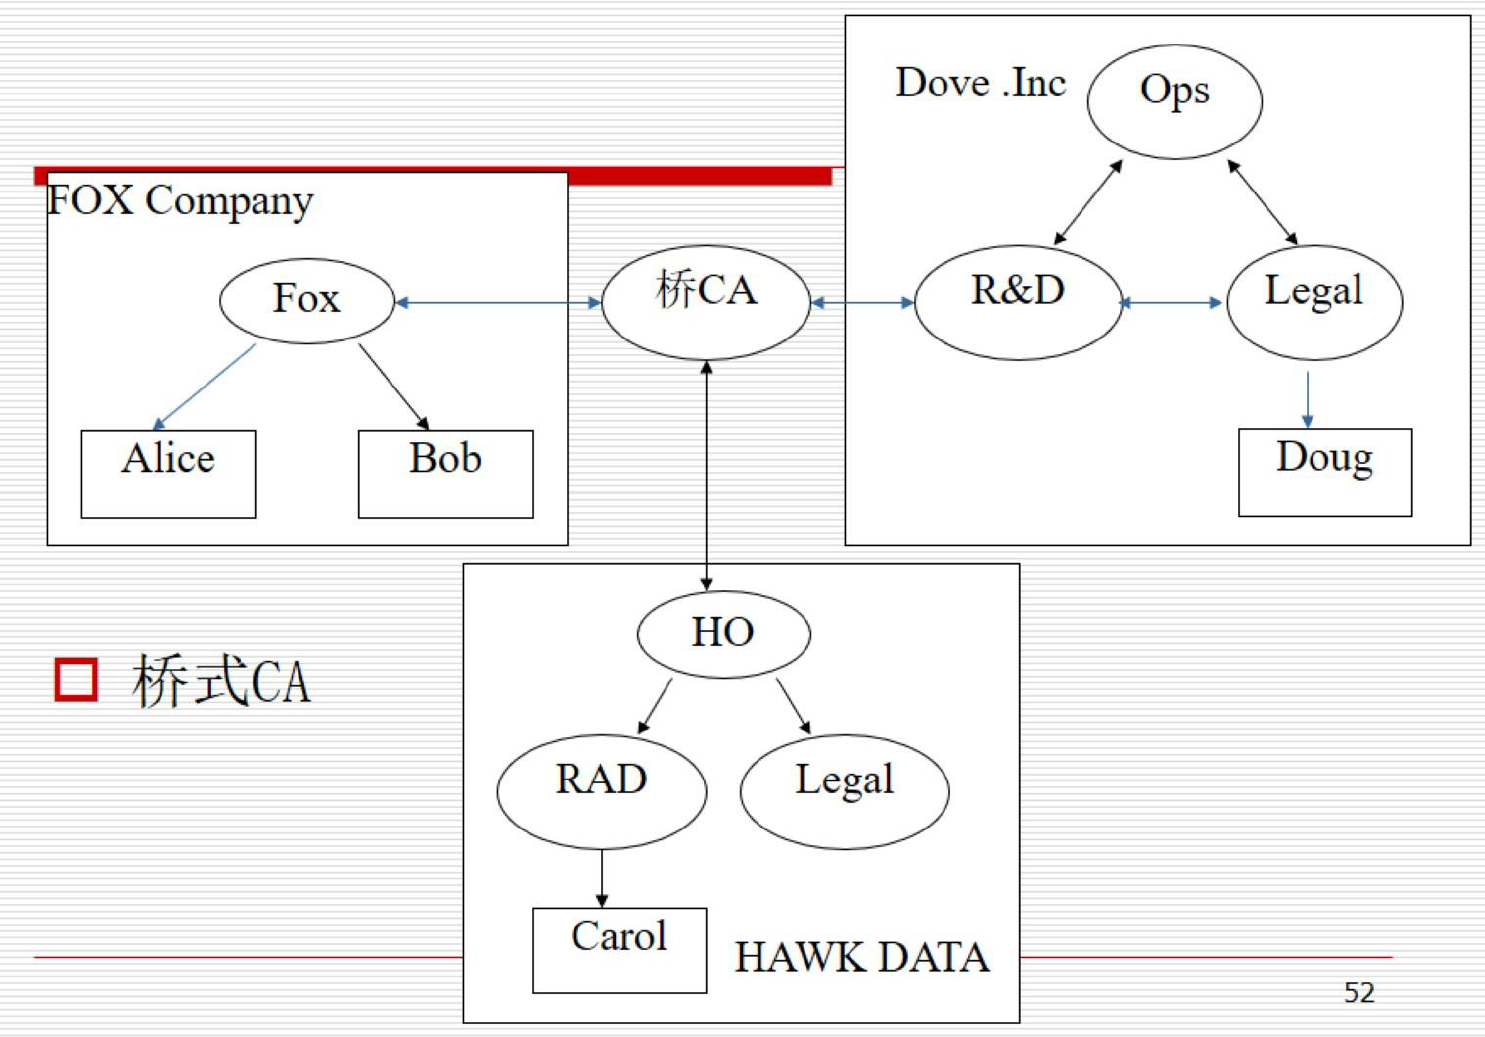 Dove .Inc
Ops
FOX Company
Fox
桥CA
R&D
Legal
Alice
Bob
Doug
HO
桥式CA
RAD
Legal
Carol
HAWK DATA
52